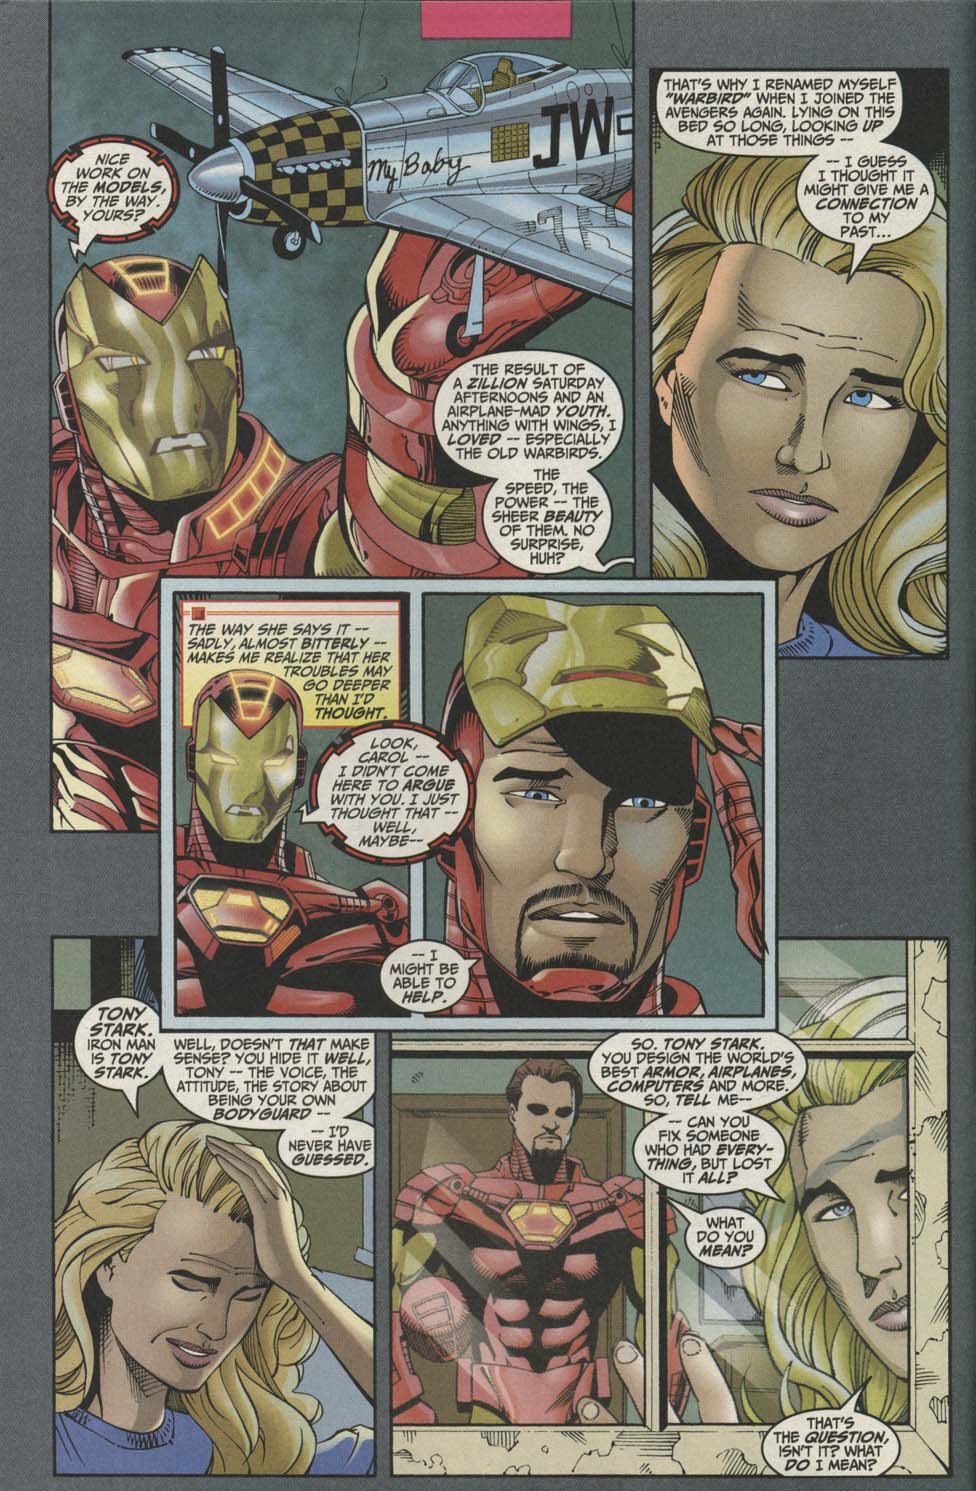 NICE
WORK ON
THE MODELS,
BY THE WAY.
YOURS?
My Baby
JW
THE RESULT OF
A ZILLION SATURDAY
AFTERNOONS AND AN
AIRPLANE-MAD YOUTH.
ANYTHING WITH WINGS, I
LOVED -- ESPECIALLY
THE OLD WARBIRDS.
THE
SPEED, THE
POWER -- THE
SHEER BEAUTY
OF THEM. NO
SURPRISE,
HUH?
THAT'S WHY I RENAMED MYSELF
"WARBIRD" WHEN I JOINED THE
AVENGERS AGAIN. LYING ON THIS
BED SO LONG, LOOKING UP
AT THOSE THINGS --
-- I GUESS
I THOUGHT IT
MIGHT GIVE ME A
CONNECTION
TO MY
PAST...
THE WAY SHE SAYS IT --
SADLY, ALMOST BITTERLY --
MAKES ME REALIZE THAT HER
TROUBLES MAY
GO DEEPER
THAN I'D
THOUGHT.
LOOK,
CAROL --
I DIDN'T COME
HERE TO ARGUE
WITH YOU. I JUST
THOUGHT THAT --
WELL,
MAYBE--
-- I
MIGHT BE
ABLE TO
HELP.
TONY
STARK.
IRON MAN
IS TONY
STARK.
WELL, DOESN'T THAT MAKE
SENSE? YOU HIDE IT WELL,
TONY -- THE VOICE, THE
ATTITUDE, THE STORY ABOUT
BEING YOUR OWN
BODYGUARD --
-- I'D
NEVER HAVE
GUESSED.
SO. TONY STARK.
YOU DESIGN THE WORLD'S
BEST ARMOR, AIRPLANES,
COMPUTERS AND MORE.
SO, TELL ME--
-- CAN YOU
FIX SOMEONE
WHO HAD EVERY-
THING, BUT LOST
IT ALL?
WHAT
DO YOU
MEAN?
THAT'S
THE QUESTION,
ISN'T IT? WHAT
DO I MEAN?